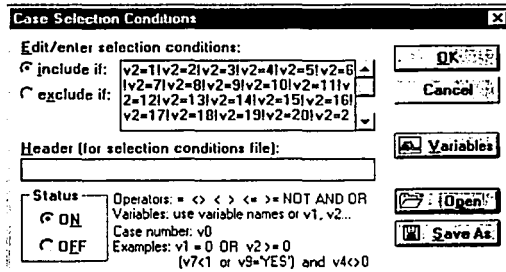 Case Selection Conditions
Edit/enter selection conditions:
include if:
exclude if:
v2=1!v2=2!v2=3!v2=4!v2=5!v2=6
!v2=7!v2=8!v2=9!v2=10!v2=11!v
2=12!v2=13!v2=14!v2=15!v2=16!
v2=17!v2=18!v2=19!v2=20!v2=2
OK
Cancel
Variables
Open
Save As
Header (for selection conditions file):
Status
ON
OFF
Operators: = <> < > <= >= NOT AND OR
Variables: use variable names or v1, v2...
Case number: v0
Examples: v1 = 0 OR v2 >= 0
(v7<1 or v9='YES') and v4<>0